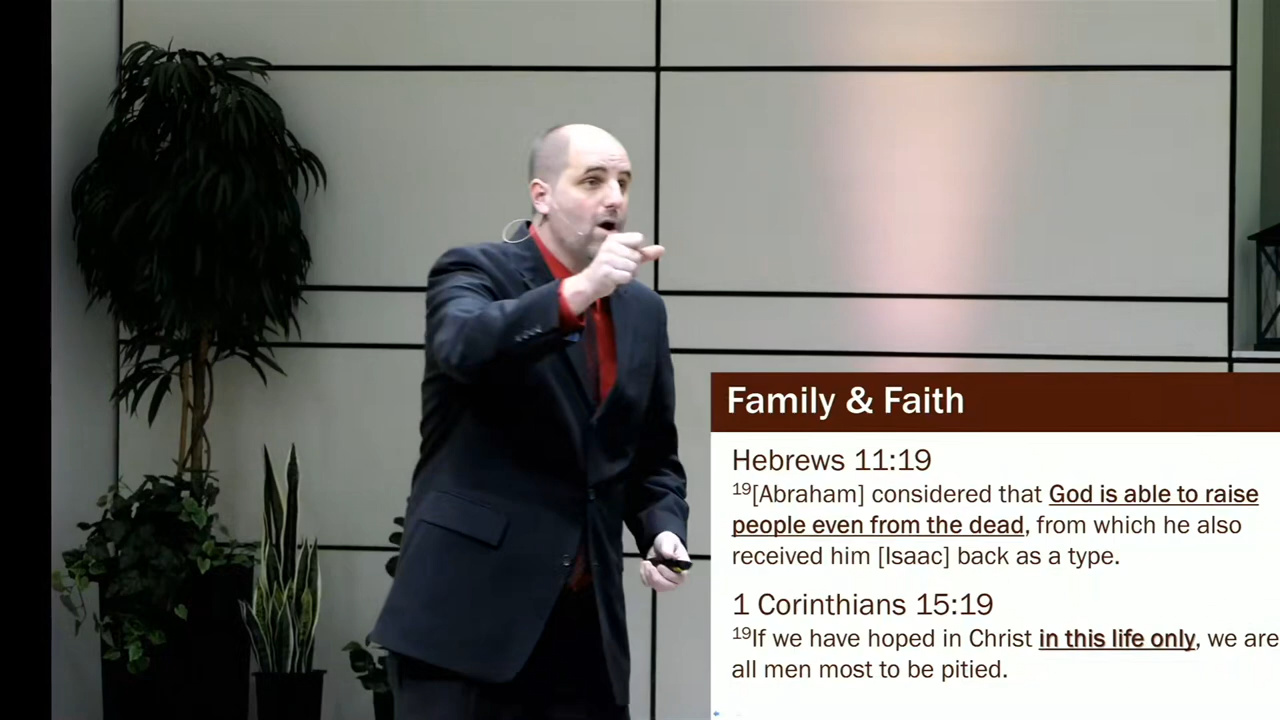 Family & Faith
Hebrews 11:19
19[Abraham] considered that God is able to raise
people even from the dead, from which he also
received him [Isaac] back as a type.
1 Corinthians 15:19
19If we have hoped in Christ in this life only, we are
all men most to be pitied.